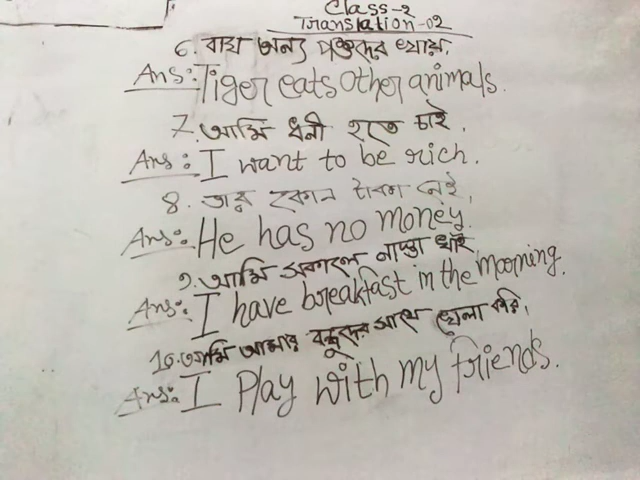 Class-2
Translation-02
6. বাঘ অন্য পশুদের খায়.
Ans: Tiger eats other animals.
7. আমি ধনী হতে চাই.
Ans: I want to be rich.
8. তার কোন টাকা নেই.
Ans: He has no money.
9. আমি সকালে নাস্তা খাই
Ans: I have breakfast in the morning.
10. আমি আমার বন্ধুদের সাথে খেলা করি।
Ans: I Play with my friends.